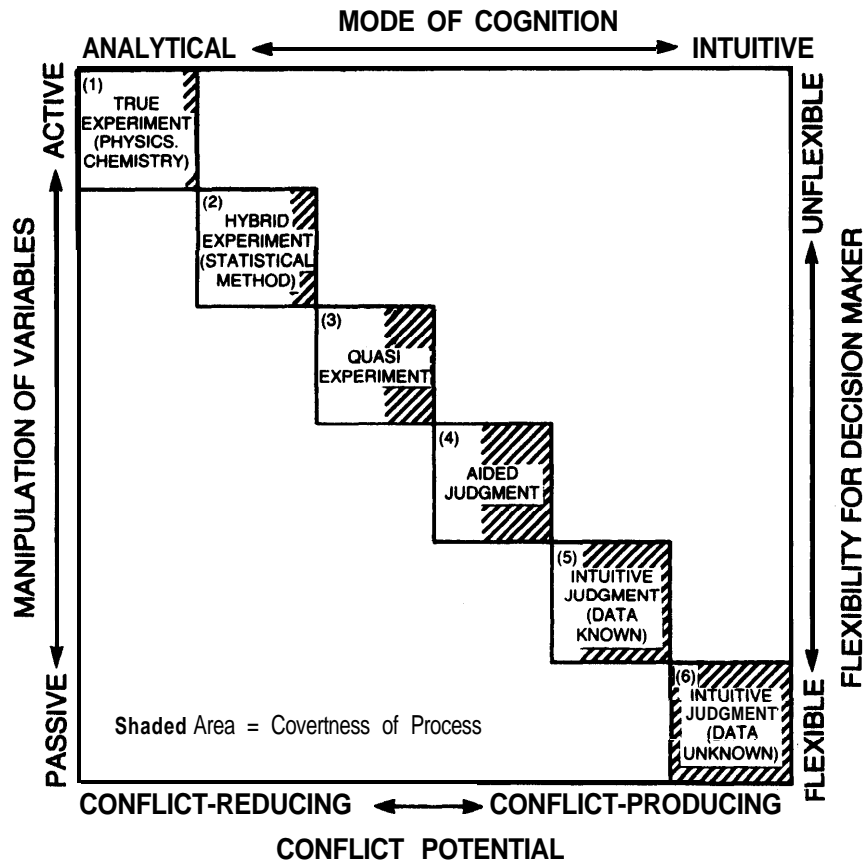 MODE OF COGNITION
ANALYTICAL
INTUITIVE
ACTIVE
MANIPULATION OF VARIABLES
PASSIVE
UNFLEXIBLE
FLEXIBILITY FOR DECISION MAKER
FLEXIBLE
(1)
TRUE
EXPERIMENT
(PHYSICS.
CHEMISTRY)
(2)
HYBRID
EXPERIMENT
(STATISTICAL
METHOD)
(3)
QUASI
EXPERIMENT
(4)
AIDED
JUDGMENT
(5)
INTUITIVE
JUDGMENT
(DATA
KNOWN)
(6)
INTUITIVE
JUDGMENT
(DATA
UNKNOWN)
Shaded Area = Covertness of Process
CONFLICT-REDUCING
CONFLICT-PRODUCING
CONFLICT POTENTIAL